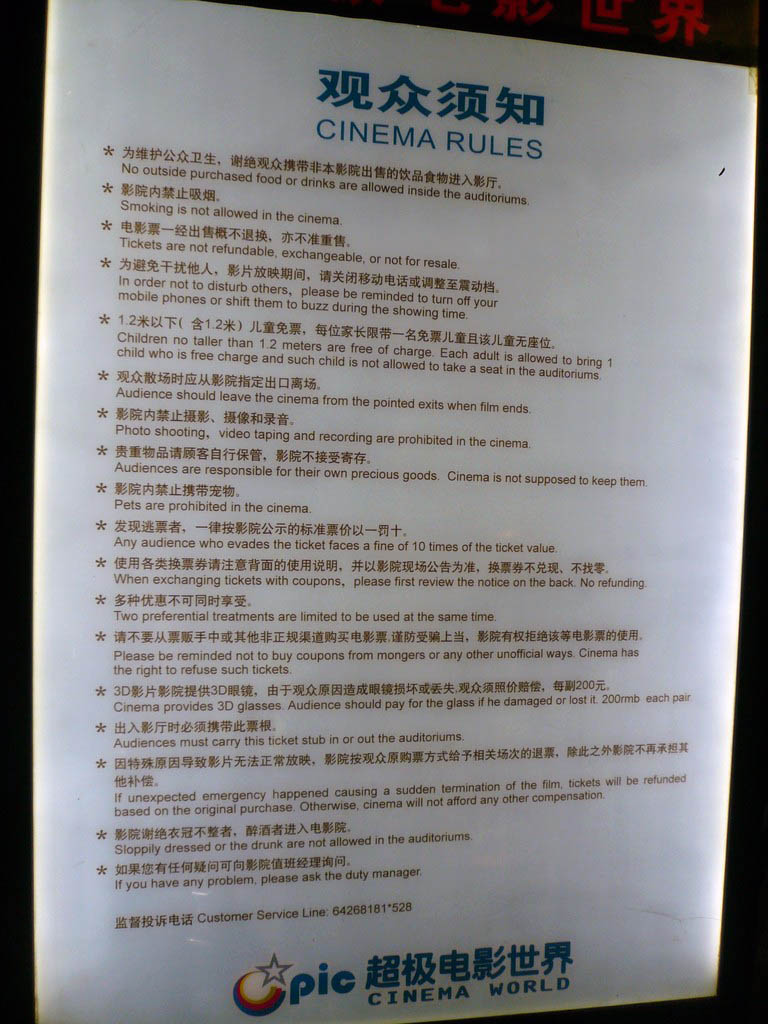 电影世界
观众须知
CINEMA RULES
* 为维护公众卫生，谢绝观众携带非本影院出售的饮品食物进入影厅。
No outside purchased food or drinks are allowed inside the auditoriums.
* 影院内禁止吸烟。
Smoking is not allowed in the cinema.
* 电影票一经出售概不退换，亦不准重售。
Tickets are not refundable, exchangeable, or not for resale.
* 为避免干扰他人，影片放映期间，请关闭移动电话或调整至震动档。
In order not to disturb others，please be reminded to turn off your
mobile phones or shift them to buzz during the showing time.
* 1.2米以下（含1.2米）儿童免票，每位家长限带一名免票儿童且该儿童无座位。
Children no taller than 1.2 meters are free of charge. Each adult is allowed to bring 1
child who is free charge and such child is not allowed to take a seat in the auditoriums.
* 观众散场时应从影院指定出口离场。
Audience should leave the cinema from the pointed exits when film ends.
* 影院内禁止摄影、摄像和录音。
Photo shooting，video taping and recording are prohibited in the cinema.
* 贵重物品请顾客自行保管，影院不接受寄存。
Audiences are responsible for their own precious goods. Cinema is not supposed to keep them.
* 影院内禁止携带宠物。
Pets are prohibited in the cinema.
* 发现逃票者，一律按影院公示的标准票价以一罚十。
Any audience who evades the ticket faces a fine of 10 times of the ticket value.
* 使用各类换票券请注意背面的使用说明，并以影院现场公告为准，换票券不兑现、不找零。
When exchanging tickets with coupons，please first review the notice on the back. No refunding.
* 多种优惠不可同时享受。
Two preferential treatments are limited to be used at the same time.
* 请不要从票贩手中或其他非正规渠道购买电影票.谨防受骗上当，影院有权拒绝该等电影票的使用。
Please be reminded not to buy coupons from mongers or any other unofficial ways. Cinema has
the right to refuse such tickets.
* 3D影片影院提供3D眼镜，由于观众原因造成眼镜损坏或丢失.观众须照价赔偿，每副200元。
Cinema provides 3D glasses. Audience should pay for the glass if he damaged or lost it. 200rmb each pair.
* 出入影厅时必须携带此票根。
Audiences must carry this ticket stub in or out the auditoriums.
* 因特殊原因导致影片无法正常放映，影院按观众原购票方式给予相关场次的退票，除此之外影院不再承担其
他补偿。
If unexpected emergency happened causing a sudden termination of the film, tickets will be refunded
based on the original purchase. Otherwise, cinema will not afford any other compensation.
* 影院谢绝衣冠不整者，醉酒者进入电影院。
Sloppily dressed or the drunk are not allowed in the auditoriums.
* 如果您有任何疑问可向影院值班经理询问。
If you have any problem, please ask the duty manager.
监督投诉电话 Customer Service Line: 64268181*528
epic 超极电影世界
CINEMA WORLD